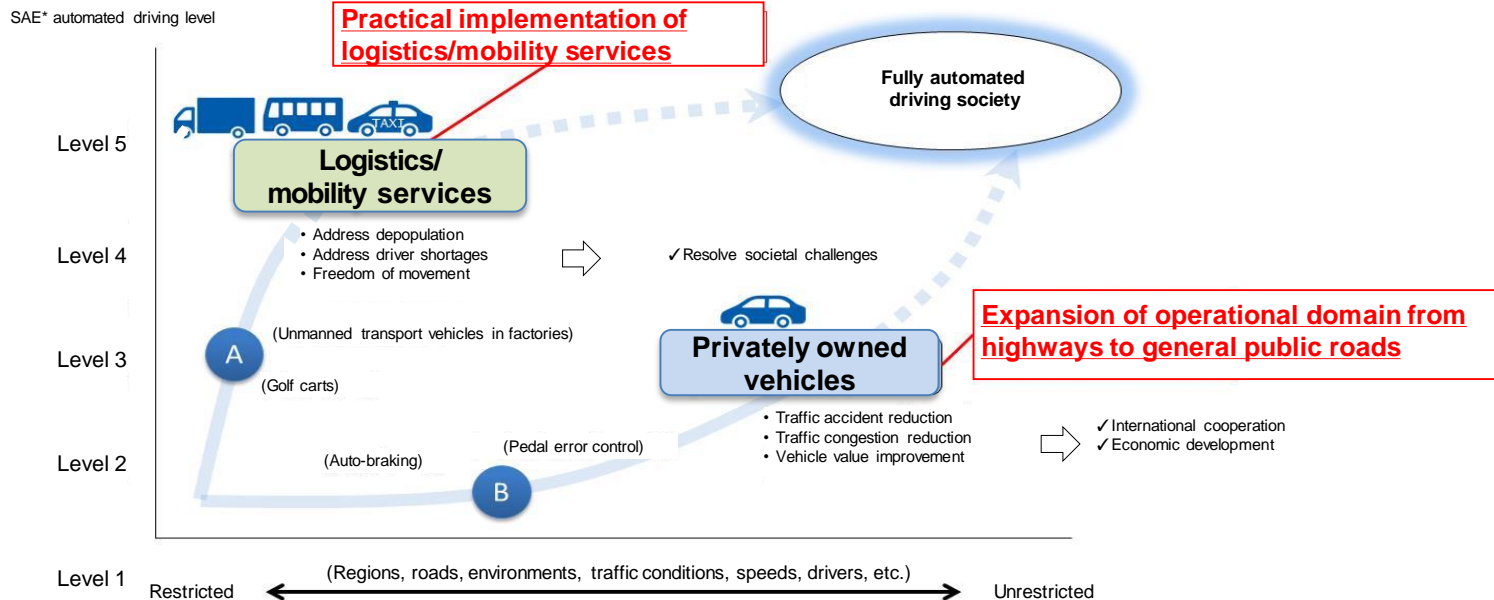 SAE* automated driving level
Practical implementation of
logistics/mobility services
Fully automated
driving society
TAXI
Level 5
Logistics/
mobility services
• Address depopulation
• Address driver shortages
• Freedom of movement
Level 4
✓Resolve societal challenges
(Unmanned transport vehicles in factories)
A
Level 3
(Golf carts)
Privately owned
vehicles
Expansion of operational domain from
highways to general public roads
• Traffic accident reduction
• Traffic congestion reduction
• Vehicle value improvement
✓International cooperation
✓Economic development
(Pedal error control)
(Auto-braking)
Level 2
B
Level 1
Restricted
(Regions, roads, environments, traffic conditions, speeds, drivers, etc.)
Unrestricted